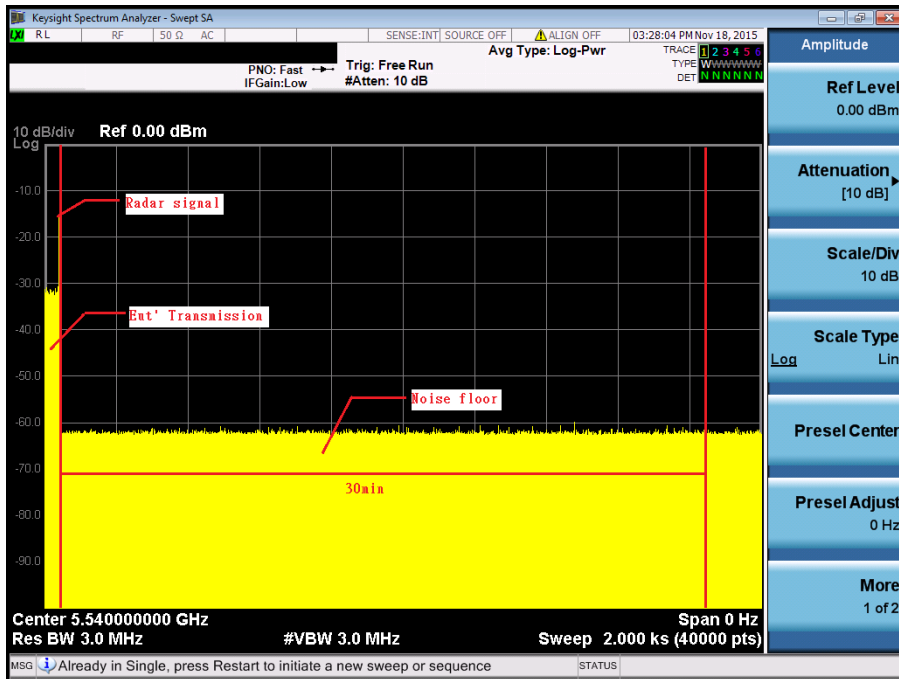 Keysight Spectrum Analyzer - Swept SA
LXI RL RF 50 Ω AC SENSE:INT SOURCE OFF ALIGN OFF 03:28:04 PM Nov 18, 2015
Avg Type: Log-Pwr
TRACE 1 2 3 4 5 6
TYPE WWWWWWW
DET N N N N N N
PNO: Fast
IFGain:Low
Trig: Free Run
#Atten: 10 dB
10 dB/div
Log
Ref 0.00 dBm
-10.0
Radar signal
-20.0
-30.0
Eut' Transmission
-40.0
-50.0
Noise floor
-60.0
-70.0
30min
-80.0
-90.0
Center 5.540000000 GHz
Span 0 Hz
Res BW 3.0 MHz
#VBW 3.0 MHz
Sweep 2.000 ks (40000 pts)
MSG Already in Single, press Restart to initiate a new sweep or sequence
STATUS
Amplitude
Ref Level
0.00 dBm
Attenuation
[10 dB]
Scale/Div
10 dB
Scale Type
Log Lin
Presel Center
Presel Adjust
0 Hz
More
1 of 2